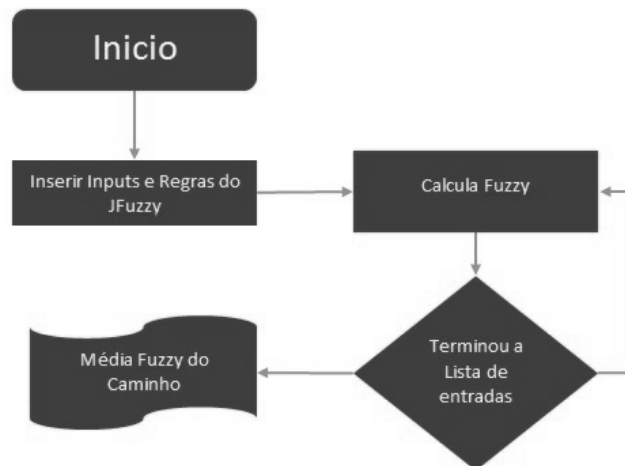 Inicio
Inserir Inputs e Regras do
JFuzzy
Calcula Fuzzy
Terminou a
Lista de
entradas
Média Fuzzy do
Caminho